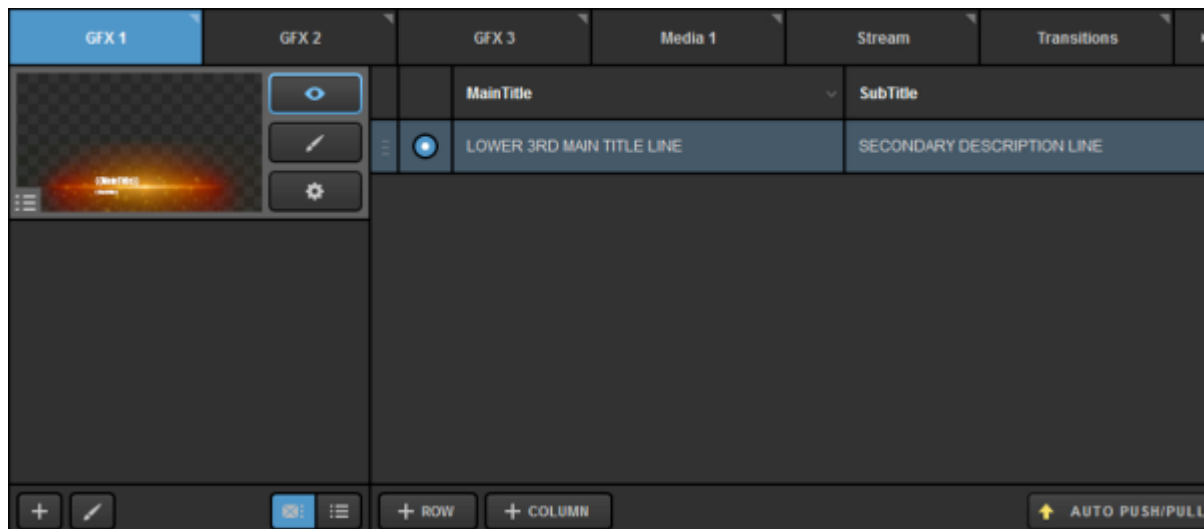 GFX 1
GFX 2
GFX 3
Media 1
Stream
Transitions
MainTitle
SubTitle
LOWER 3RD MAIN TITLE LINE
SECONDARY DESCRIPTION LINE
{{MainTitle}}
+ ROW
+ COLUMN
AUTO PUSH/PULL